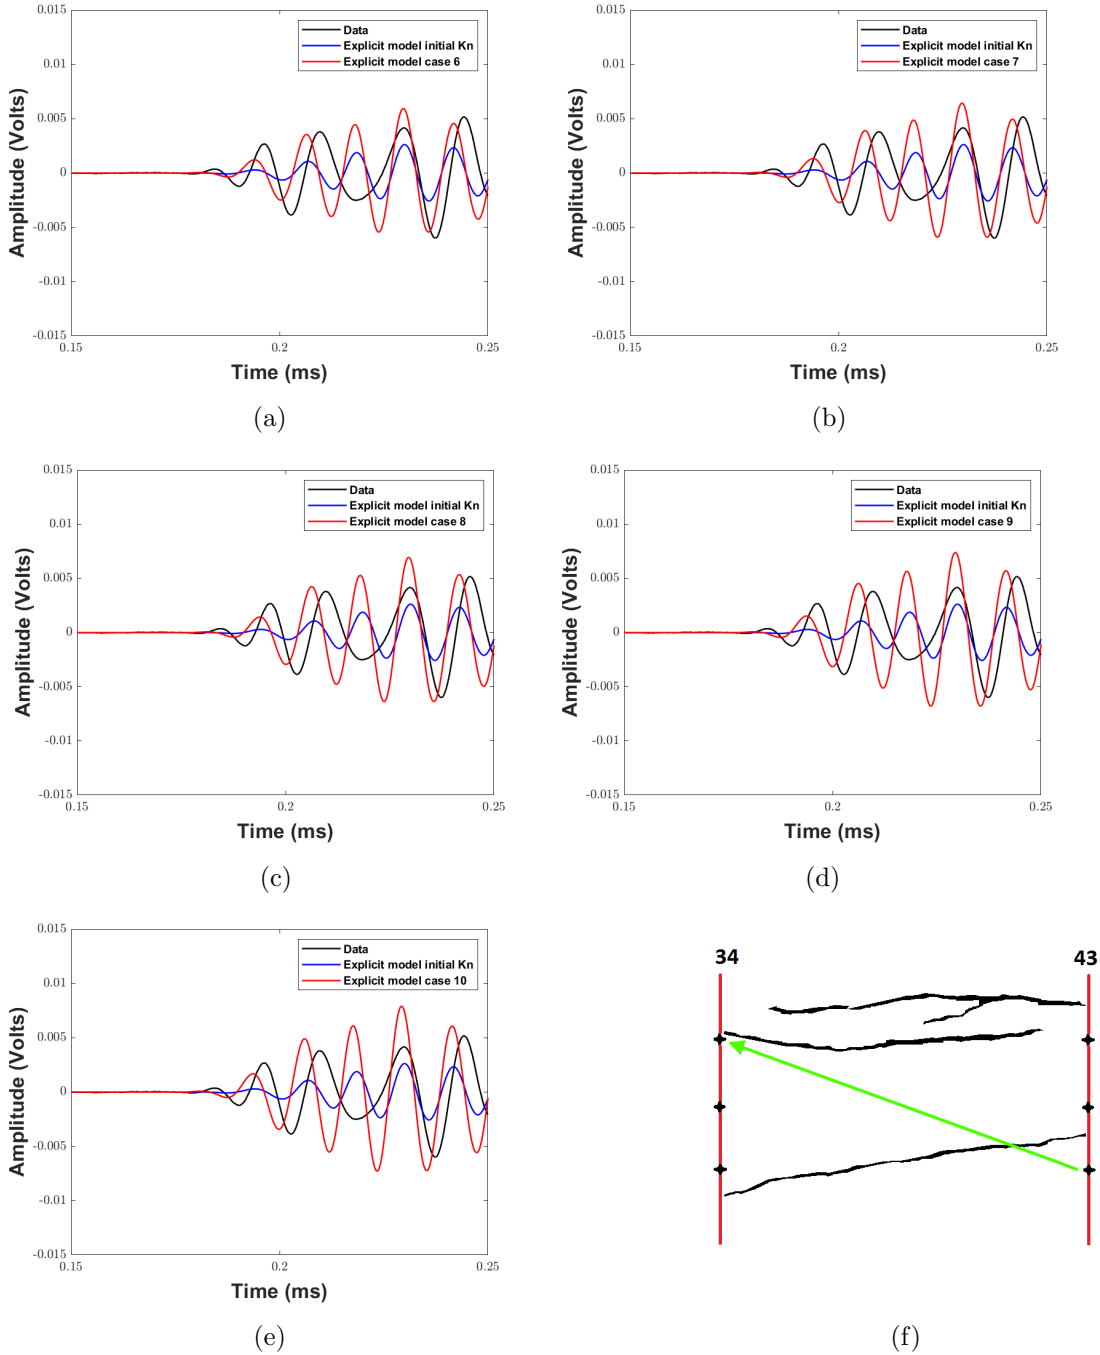 0.015
0.01
0.005
0
-0.005
-0.01
-0.015
0.15
0.2
0.25
Amplitude (Volts)
Time (ms)
Data
Explicit model initial Kn
Explicit model case 6
(a)
0.015
0.01
0.005
0
-0.005
-0.01
-0.015
0.15
0.2
0.25
Amplitude (Volts)
Time (ms)
Data
Explicit model initial Kn
Explicit model case 7
(b)
0.015
0.01
0.005
0
-0.005
-0.01
-0.015
0.15
0.2
0.25
Amplitude (Volts)
Time (ms)
Data
Explicit model initial Kn
Explicit model case 8
(c)
0.015
0.01
0.005
0
-0.005
-0.01
-0.015
0.15
0.2
0.25
Amplitude (Volts)
Time (ms)
Data
Explicit model initial Kn
Explicit model case 9
(d)
0.015
0.01
0.005
0
-0.005
-0.01
-0.015
0.15
0.2
0.25
Amplitude (Volts)
Time (ms)
Data
Explicit model initial Kn
Explicit model case 10
(e)
34
43
(f)